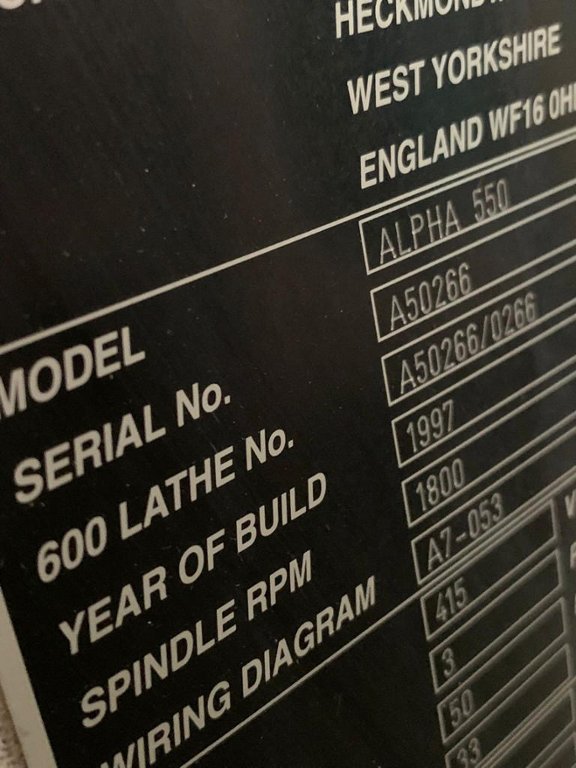 WEST YORKSHIRE
ENGLAND WF16
MODEL ALPHA 550
SERIAL No. A50266
600 LATHE No. A50266/0266
YEAR OF BUILD 1997
SPINDLE RPM 1800
WIRING DIAGRAM A7-053
415
3
50
33